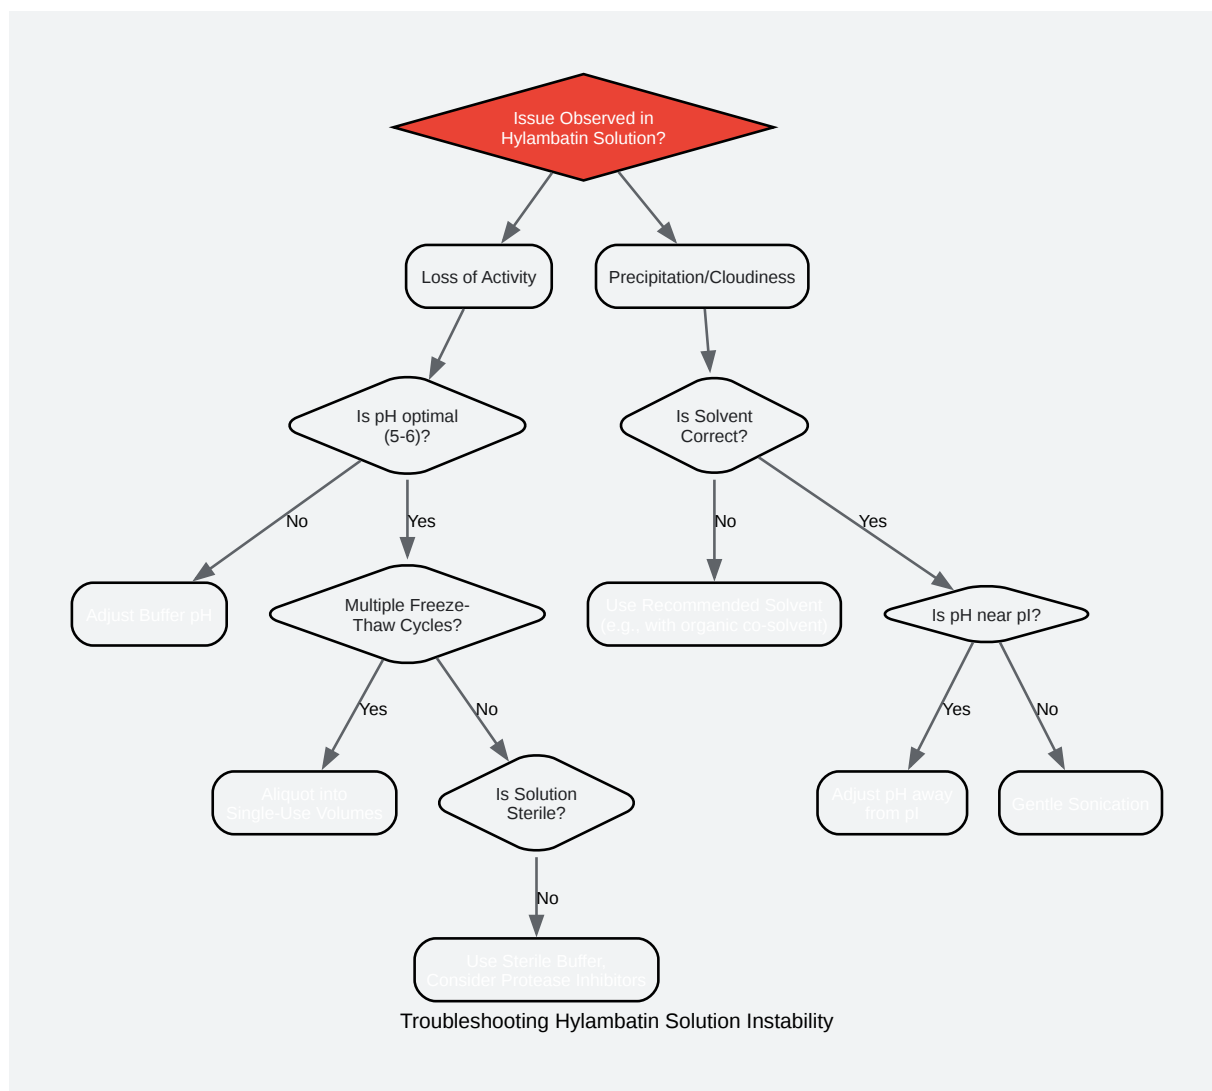 Issue Observed in
Hylambatin Solution?
Loss of Activity
Precipitation/Cloudiness
Is pH optimal
(5-6)?
Is Solvent
Correct?
No
Yes
No
Yes
Adjust Buffer pH
Multiple Freeze-
Thaw Cycles?
Use Recommended Solvent
(e.g., with organic co-solvent)
Is pH near pI?
Yes
No
Yes
No
Aliquot into
Single-Use Volumes
Is Solution
Sterile?
Adjust pH away
from pI
Gentle Sonication
No
Use Sterile Buffer,
Consider Protease Inhibitors
Troubleshooting Hylambatin Solution Instability